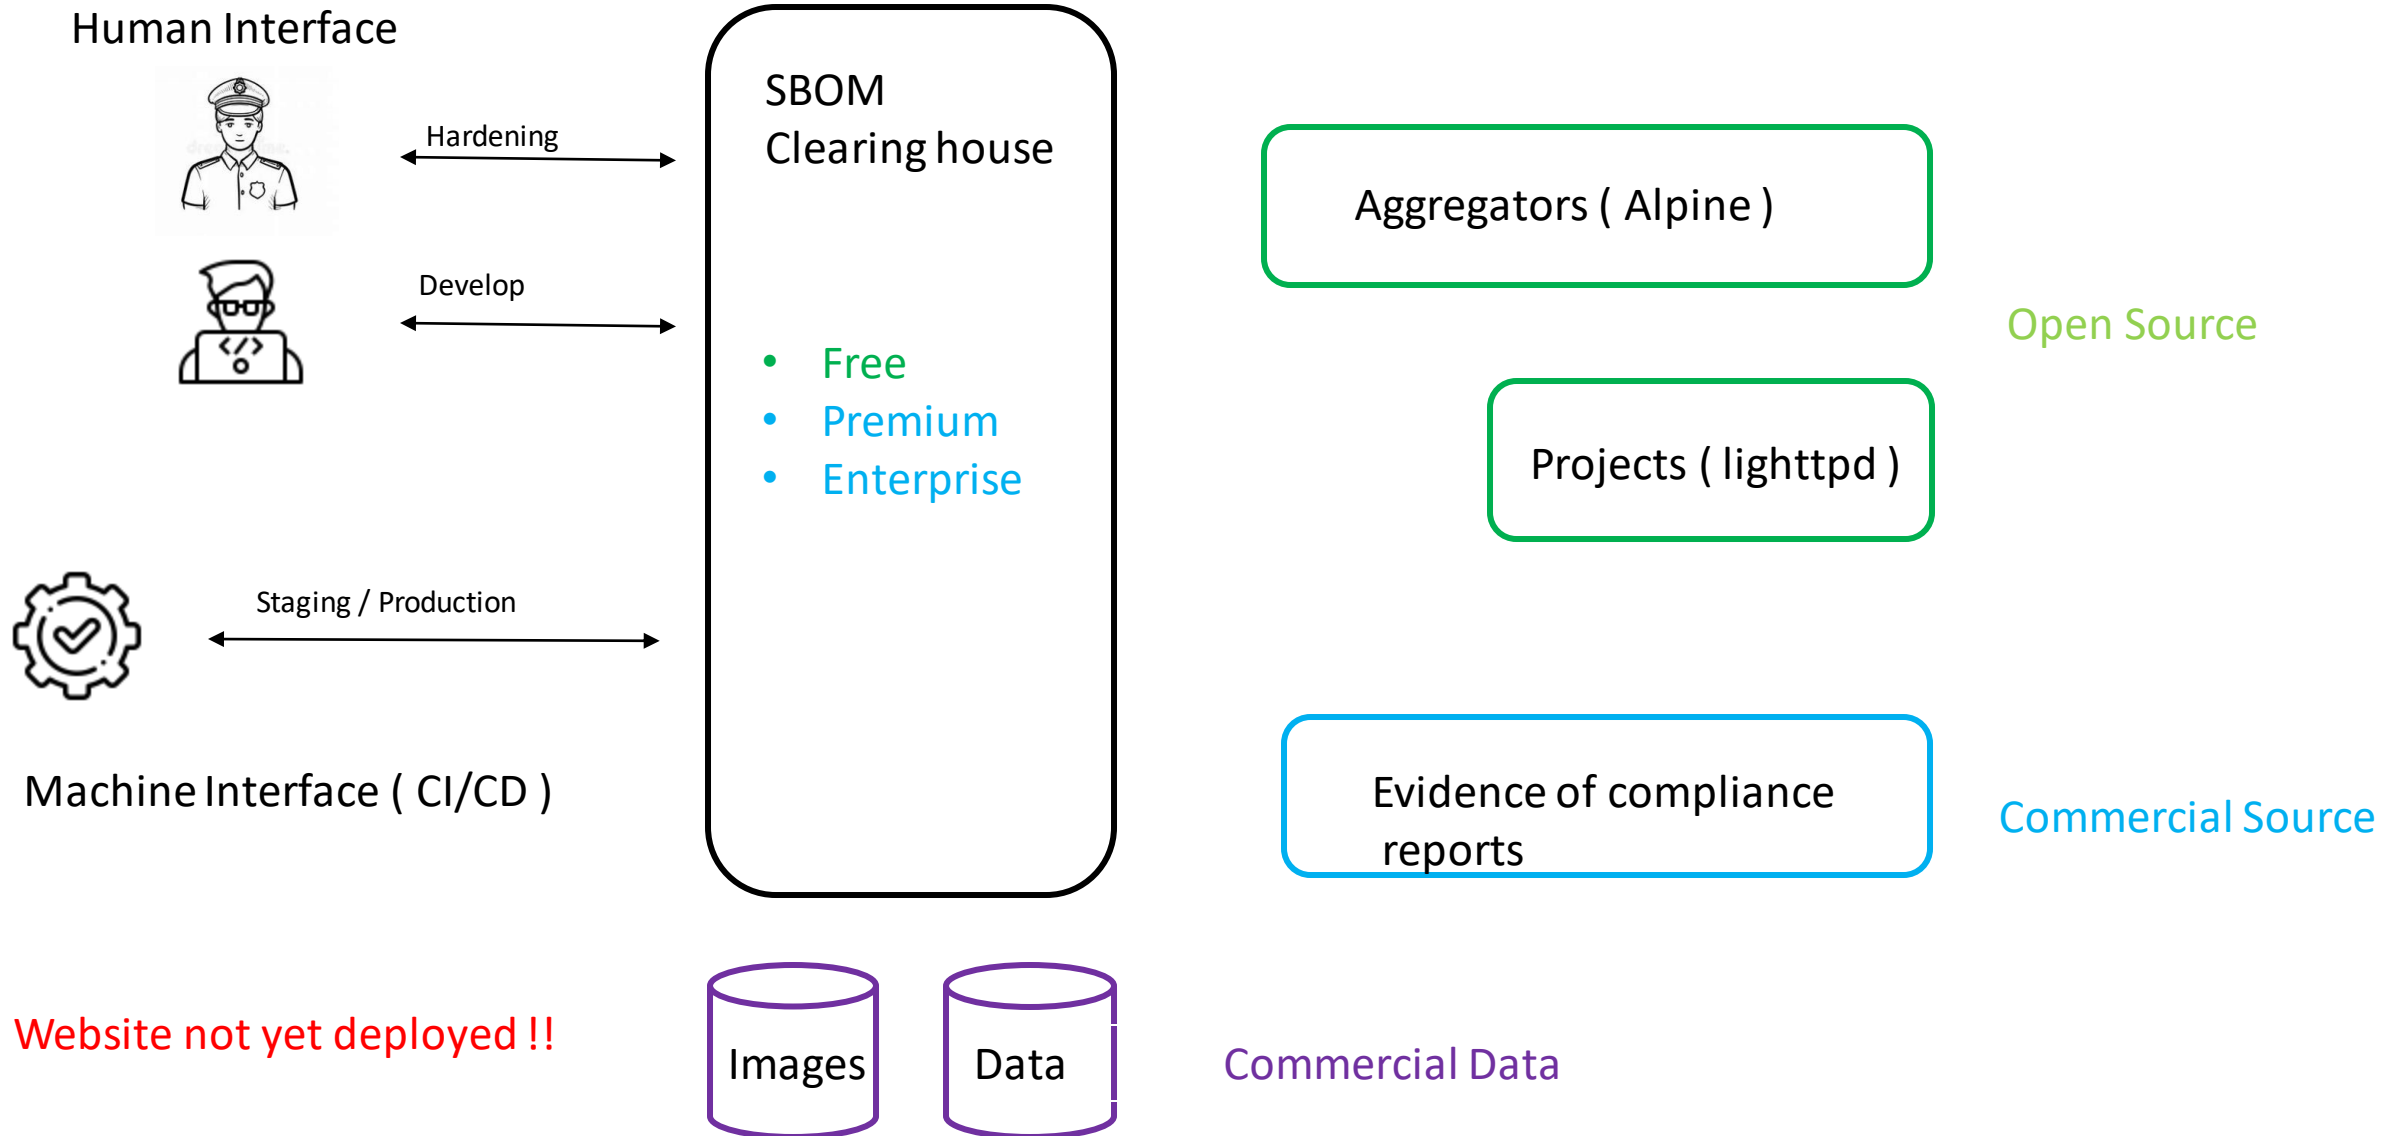 Human Interface
SBOM
Clearing house
Hardening
Develop
• Free
• Premium
• Enterprise
Staging / Production
Machine Interface ( CI/CD )
Aggregators ( Alpine )
Open Source
Projects ( lighttpd )
Evidence of compliance
reports
Commercial Source
Website not yet deployed !!
Images
Data
Commercial Data